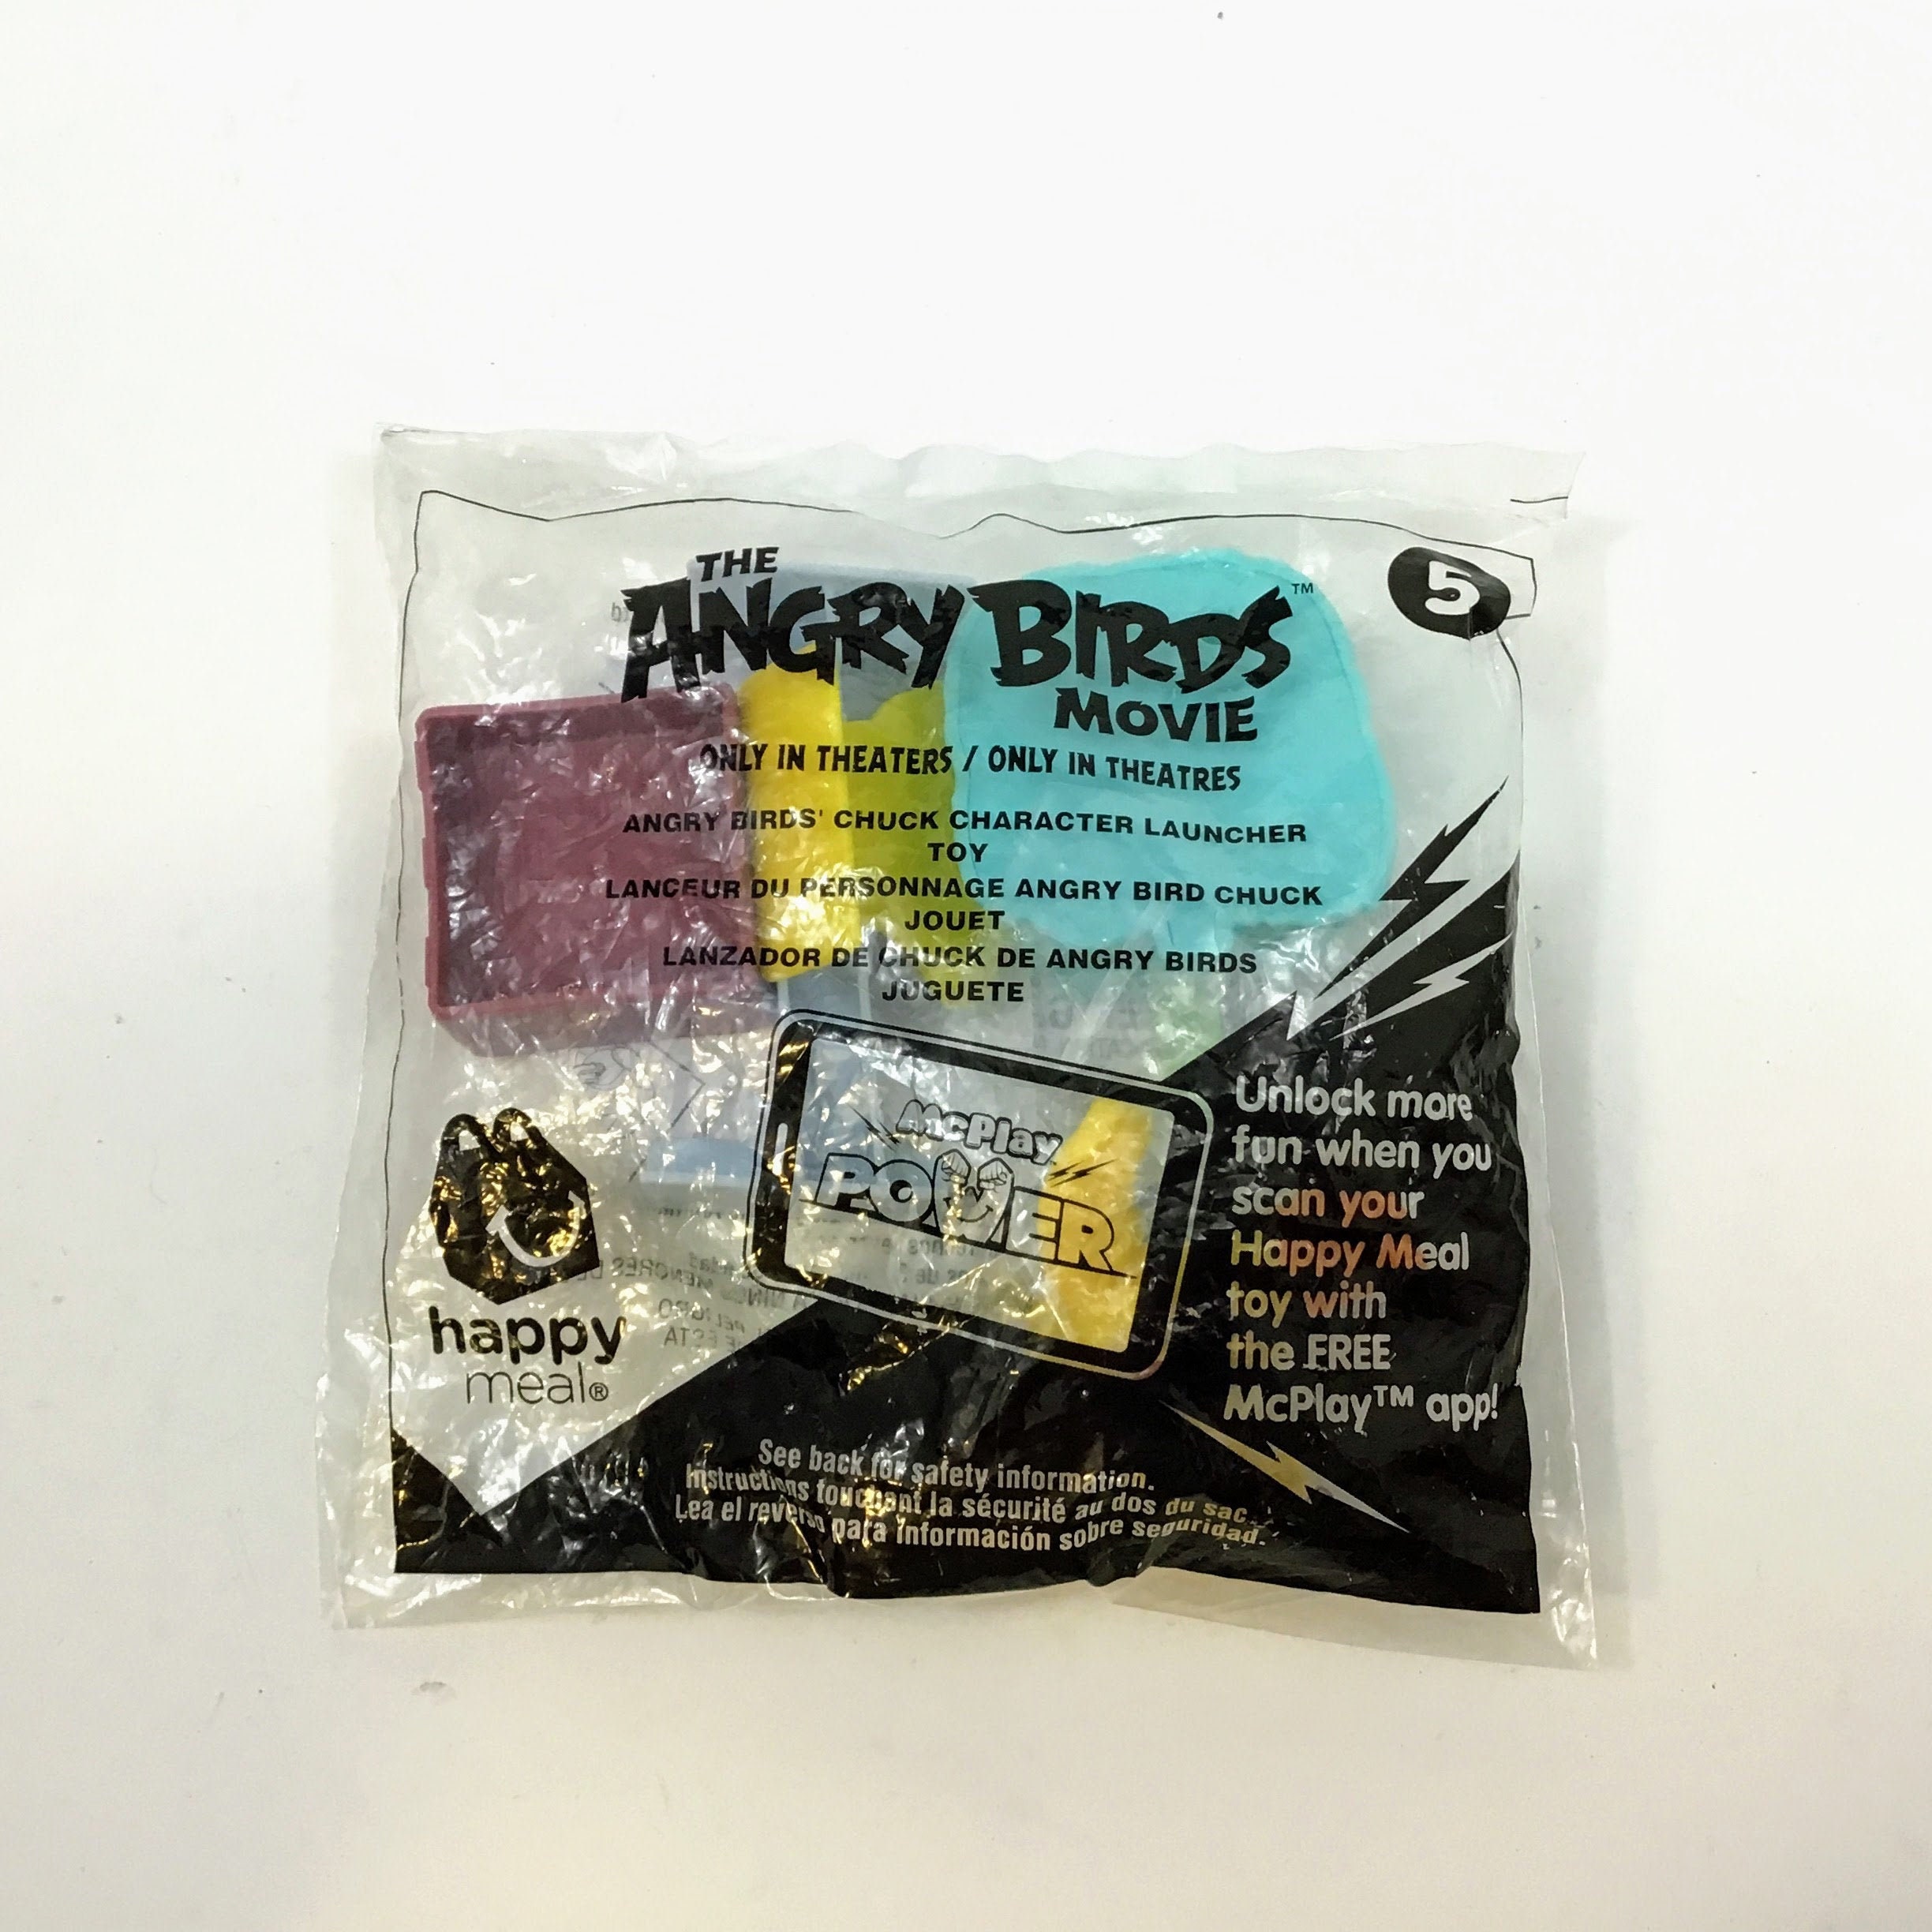 THE
ANGRY BIRDS™
MOVIE
5
ONLY IN THEATERS / ONLY IN THEATRES
ANGRY BIRDS' CHUCK CHARACTER LAUNCHER
TOY
LANCEUR DU PERSONNAGE ANGRY BIRD CHUCK
JOUET
LANZADOR DE CHUCK DE ANGRY BIRDS
JUGUETE
McPlay
POWER
Unlock more
fun when you
scan your
Happy Meal
toy with
the FREE
McPlay™ app!
happy
meal®
See back for safety information.
Instructions touchant la sécurité au dos du sac.
Lea el reverso para información sobre seguridad.